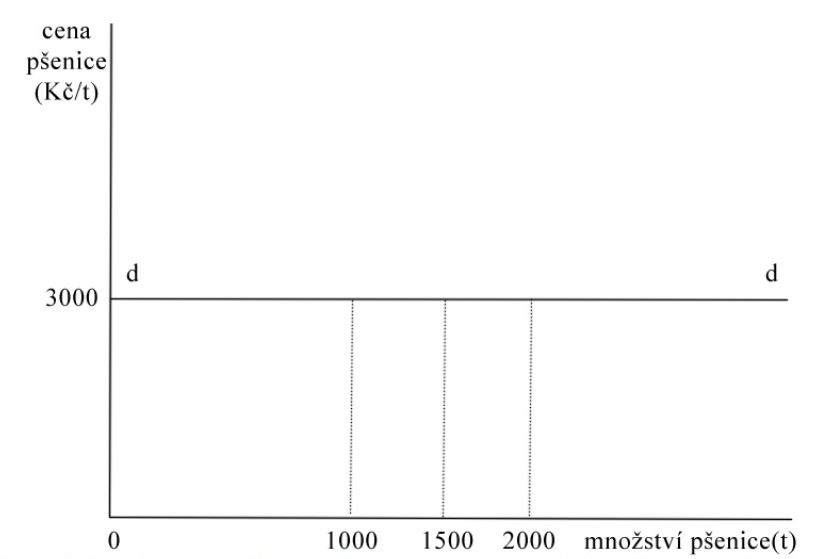 cena
pšenice
(Kč/t)
d d
3000
0 1000 1500 2000 množství pšenice(t)